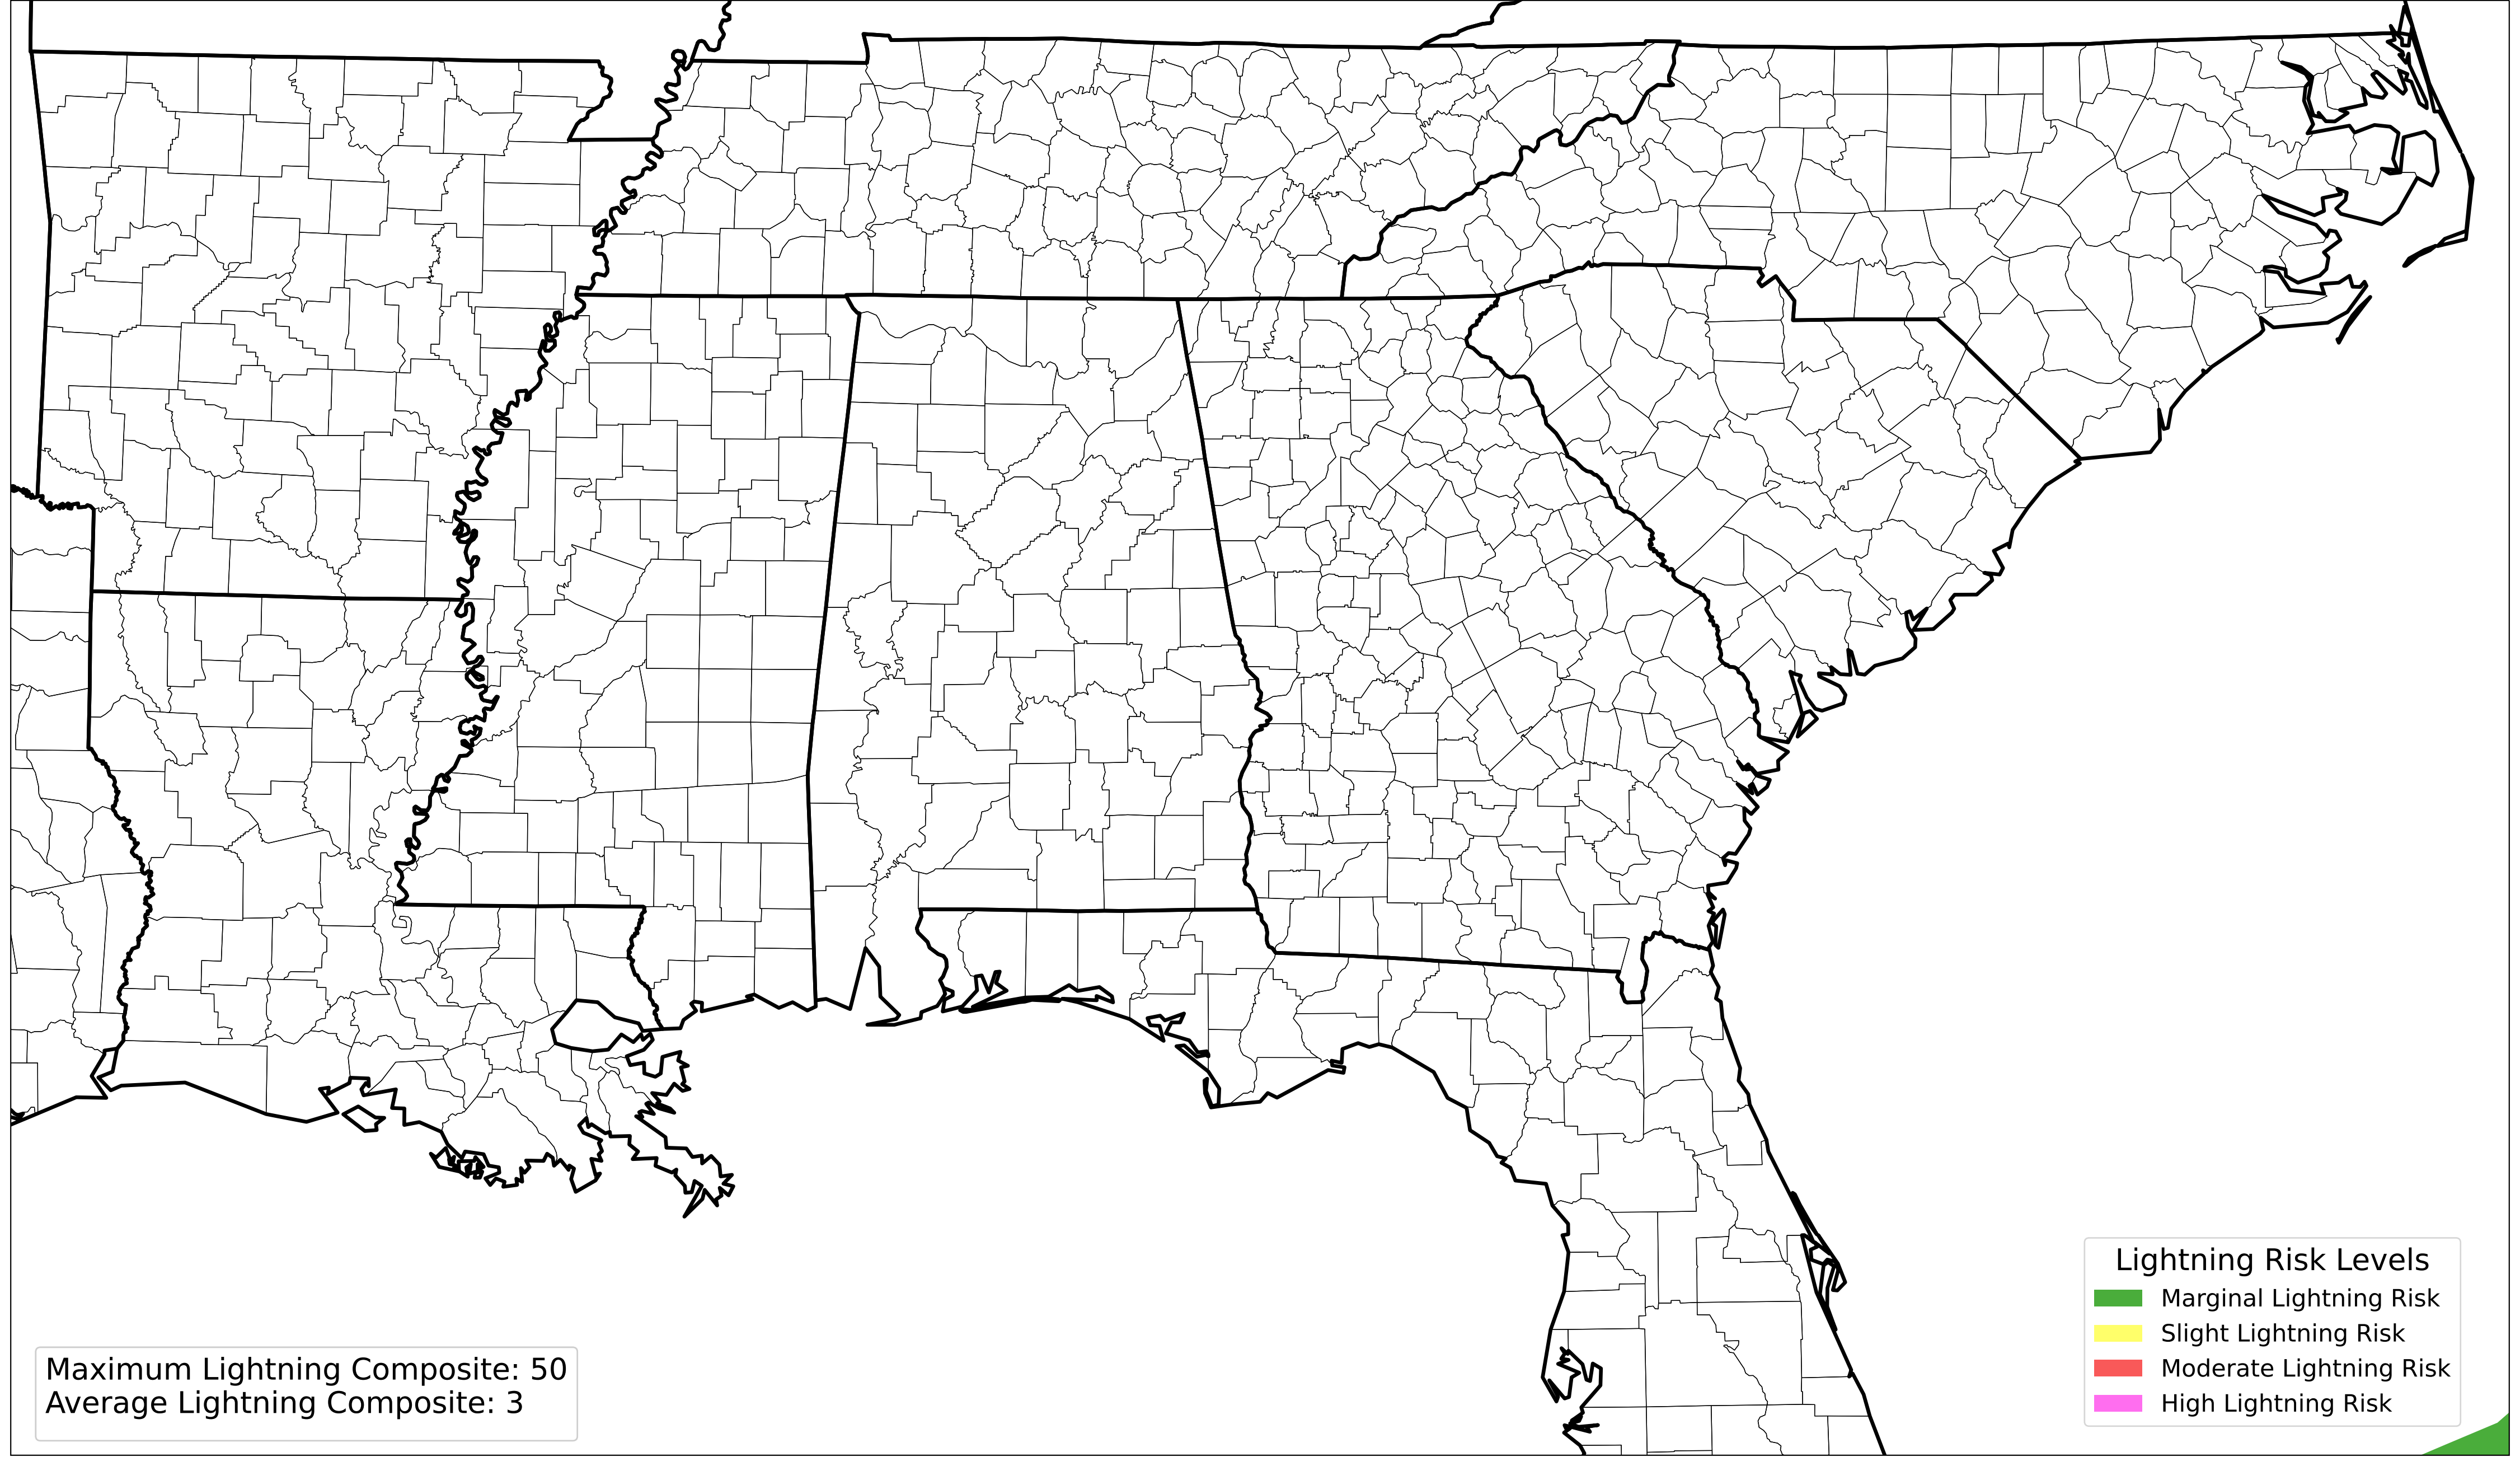 Maximum Lightning Composite: 50
Average Lightning Composite: 3
Lightning Risk Levels
Marginal Lightning Risk
Slight Lightning Risk
Moderate Lightning Risk
High Lightning Risk